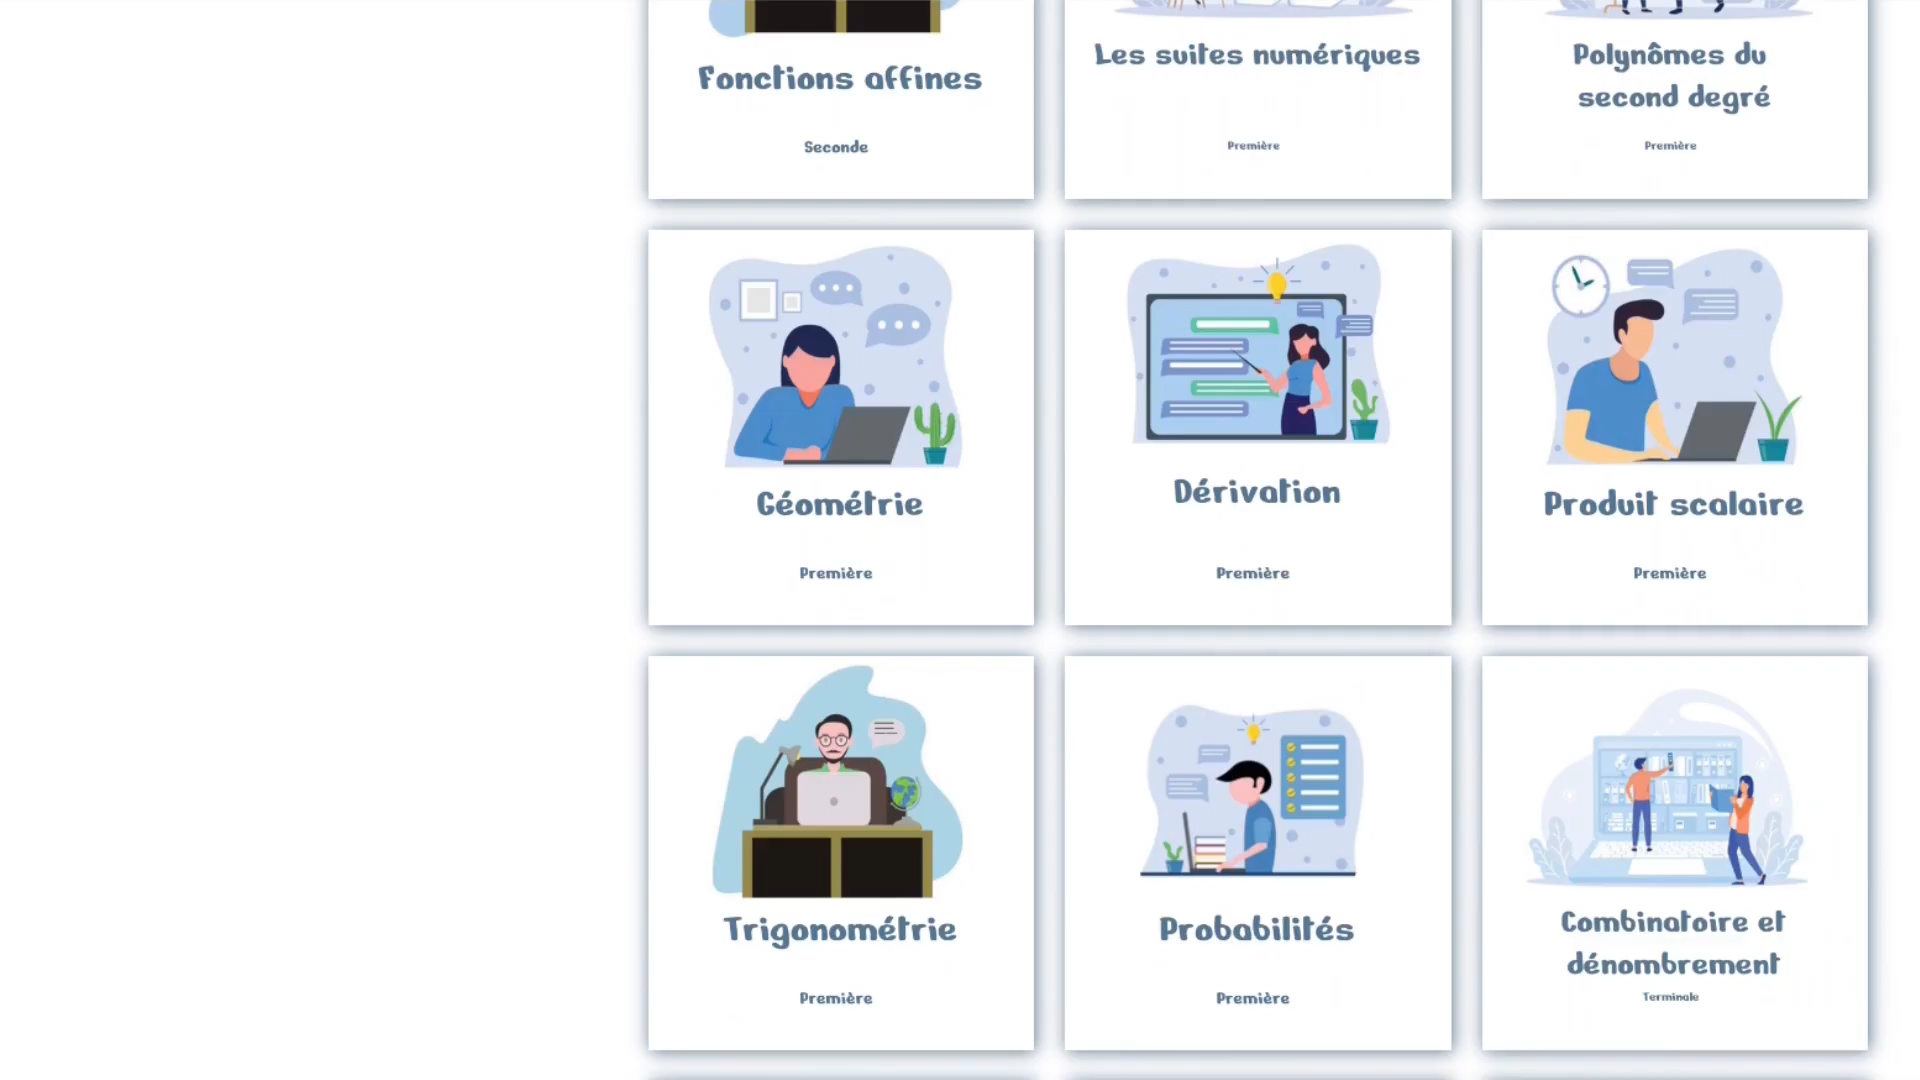 Fonctions affines
Seconde
Les suites numériques
Première
Polynômes du
second degré
Première
Géométrie
Première
Dérivation
Première
Produit scalaire
Première
Trigonométrie
Première
Probabilités
Première
Combinatoire et
dénombrement
Terminale